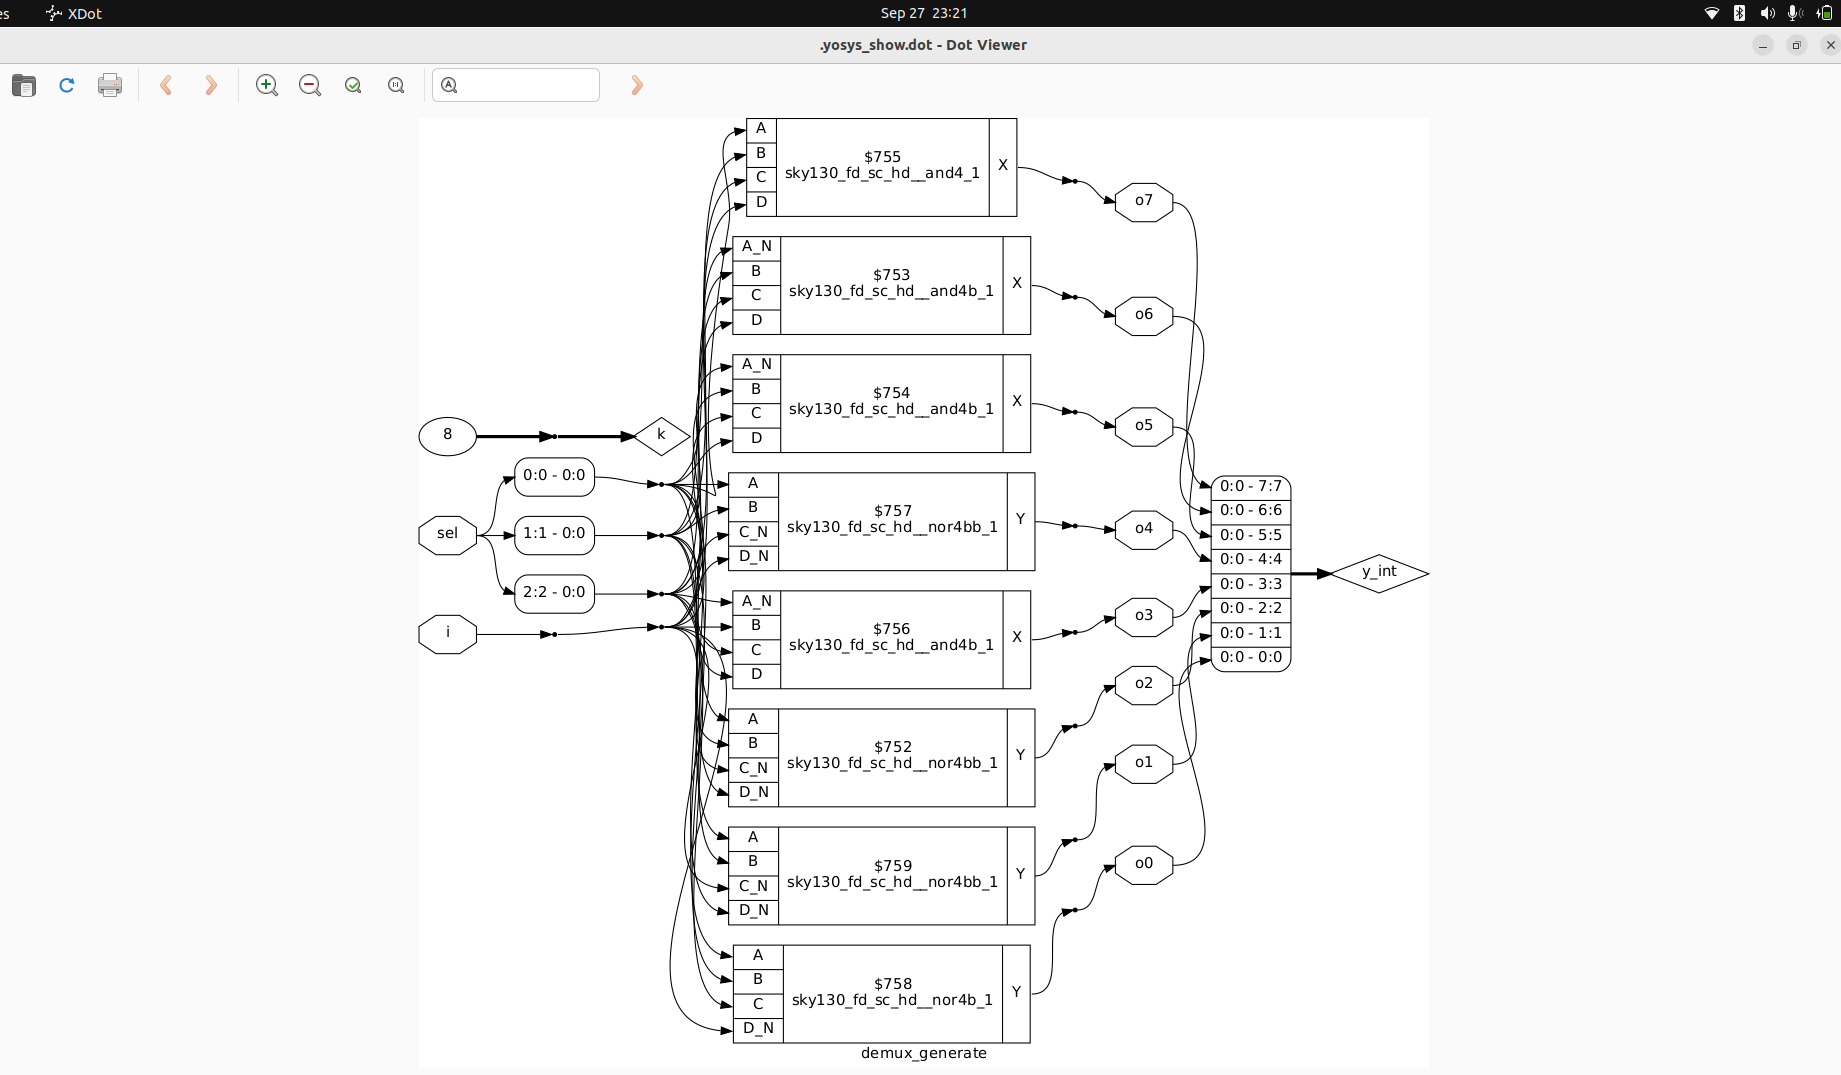 es XDot Sep 27 23:21
.yosys_show.dot - Dot Viewer
A
B
C
D
$755
sky130_fd_sc_hd__and4_1
X
o7
A_N
B
C
D
$753
sky130_fd_sc_hd__and4b_1
X
o6
A_N
B
C
D
$754
sky130_fd_sc_hd__and4b_1
X
o5
8
k
0:0 - 0:0
sel
1:1 - 0:0
2:2 - 0:0
i
A
B
C_N
D_N
$757
sky130_fd_sc_hd__nor4bb_1
Y
o4
A_N
B
C
D
$756
sky130_fd_sc_hd__and4b_1
X
o3
0:0 - 7:7
0:0 - 6:6
0:0 - 5:5
0:0 - 4:4
0:0 - 3:3
0:0 - 2:2
0:0 - 1:1
0:0 - 0:0
y_int
A
B
C_N
D_N
$752
sky130_fd_sc_hd__nor4bb_1
Y
o2
A
B
C_N
D_N
$759
sky130_fd_sc_hd__nor4bb_1
Y
o1
A
B
C
D_N
$758
sky130_fd_sc_hd__nor4b_1
Y
o0
demux_generate